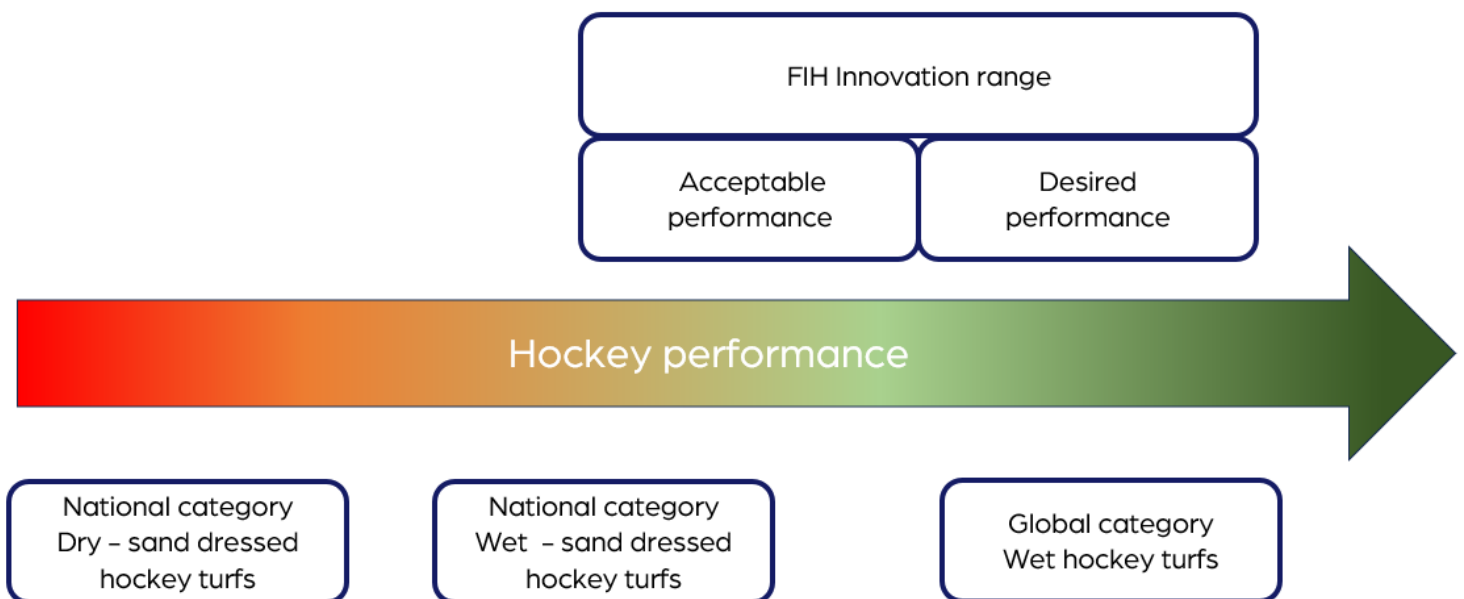 FIH Innovation range
Acceptable
performance
Desired
performance
Hockey performance
National category
Dry - sand dressed
hockey turfs
National category
Wet - sand dressed
hockey turfs
Global category
Wet hockey turfs